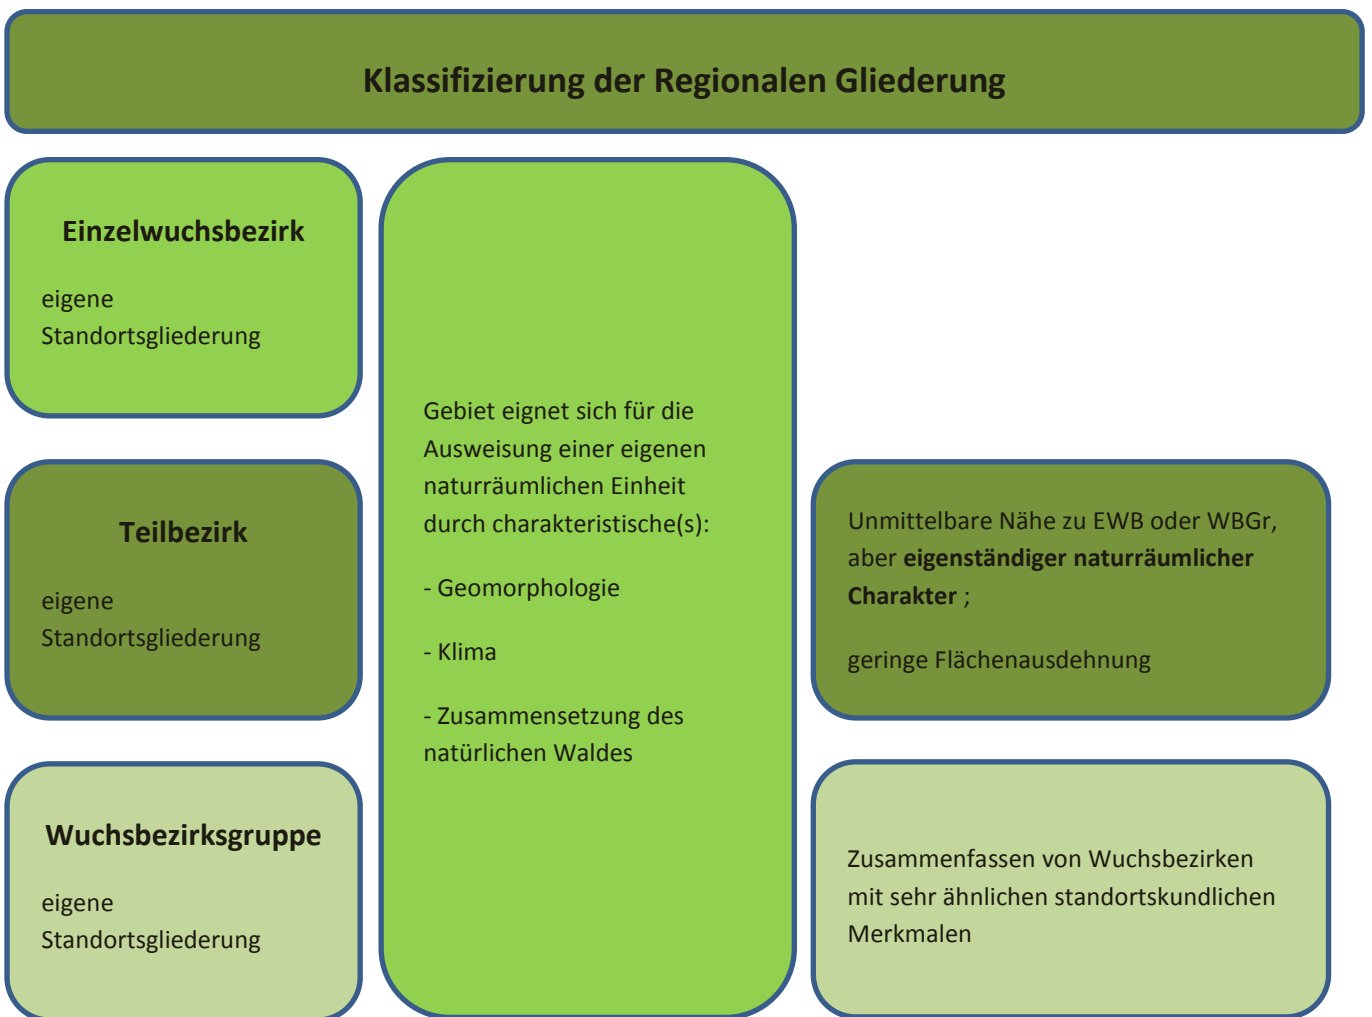 Klassifizierung der Regionalen Gliederung
Einzelwuchsbezirk
eigene
Standortsgliederung
Teilbezirk
eigene
Standortsgliederung
Wuchsbezirksgruppe
eigene
Standortsgliederung
Gebiet eignet sich für die
Ausweisung einer eigenen
naturräumlichen Einheit
durch charakteristische(s):
- Geomorphologie
- Klima
- Zusammensetzung des
natürlichen Waldes
Unmittelbare Nähe zu EWB oder WBGr,
aber eigenständiger naturräumlicher
Charakter ;
geringe Flächenausdehnung
Zusammenfassen von Wuchsbezirken
mit sehr ähnlichen standortskundlichen
Merkmalen